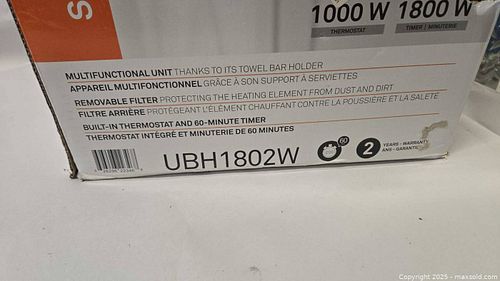 S
1000 W 1800 W
THERMOSTAT TIMER / MINUTERIE
MULTIFUNCTIONAL UNIT THANKS TO ITS TOWEL BAR HOLDER
APPAREIL MULTIFONCTIONNEL GRÂCE À SON SUPPORT À SERVIETTES
REMOVABLE FILTER PROTECTING THE HEATING ELEMENT FROM DUST AND DIRT
FILTRE ARRIÈRE PROTÉGEANT L'ÉLÉMENT CHAUFFANT CONTRE LA POUSSIÈRE ET LA SALETÉ
BUILT-IN THERMOSTAT AND 60-MINUTE TIMER
THERMOSTAT INTÉGRÉ ET MINUTERIE DE 60 MINUTES
UBH1802W
60
2
YEARS - WARRANTY
ANS - GARANTIE
Copyright © 2025 - maxsold.com